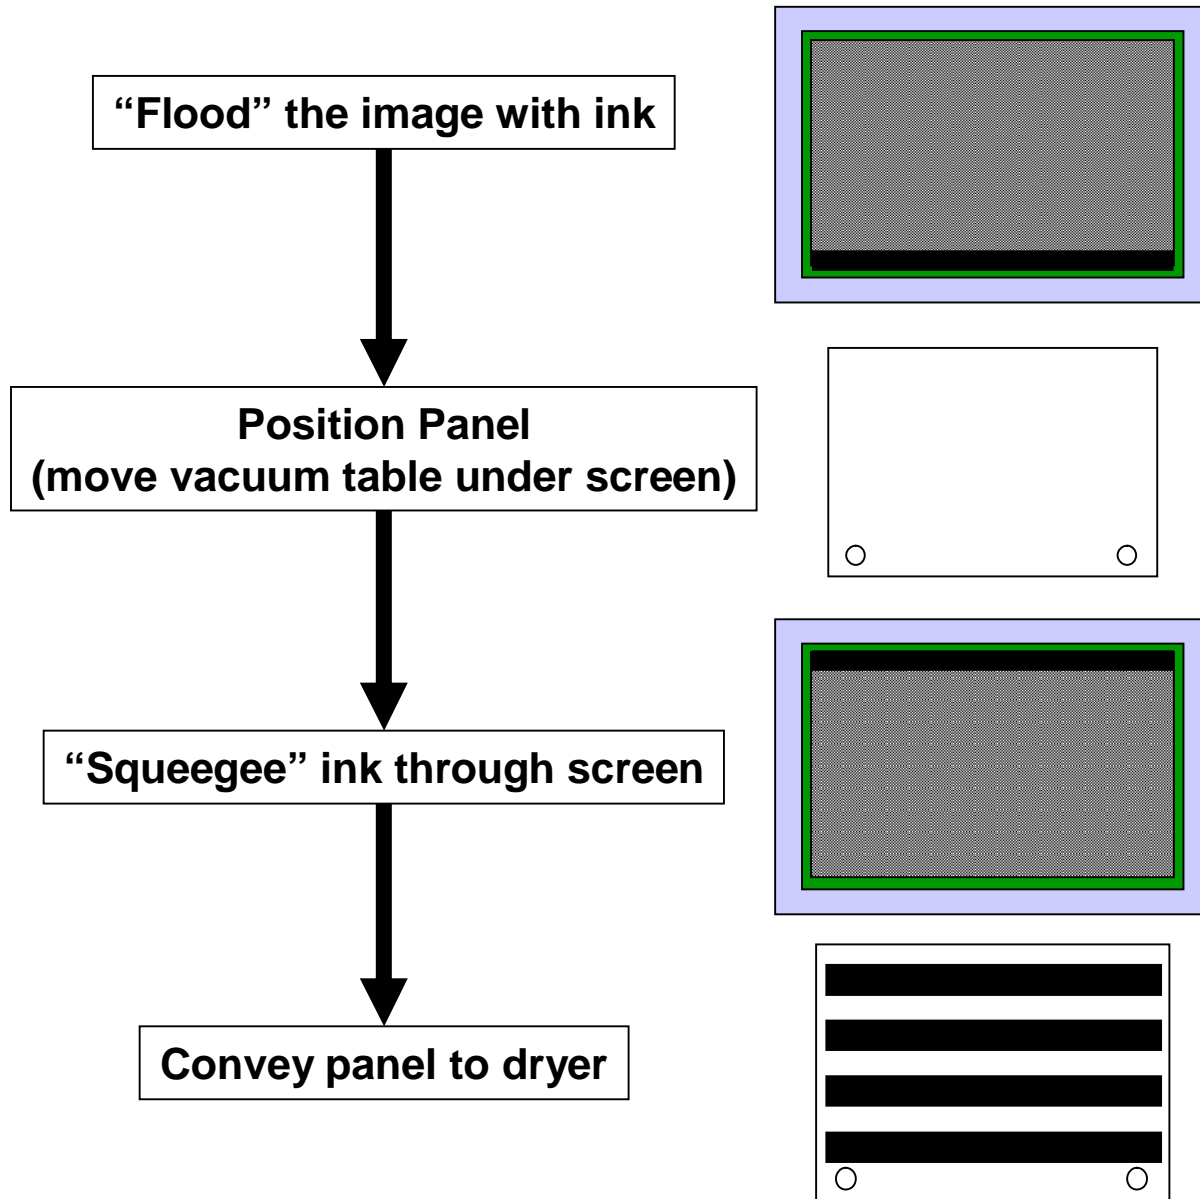 “Flood” the image with ink
Position Panel
(move vacuum table under screen)
“Squeegee” ink through screen
Convey panel to dryer